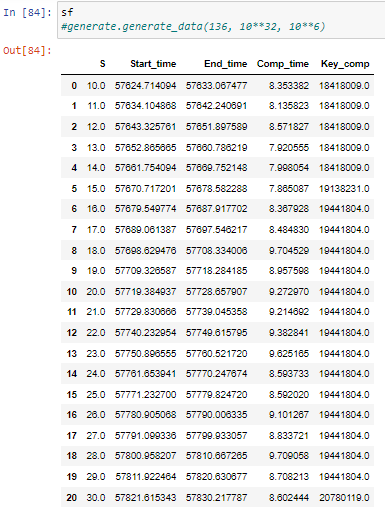 In [84]: sf
#generate.generate_data(136, 10**32, 10**6)
Out[84]:
S Start_time End_time Comp_time Key_comp
0 10.0 57624.714094 57633.067477 8.353382 18418009.0
1 11.0 57634.104868 57642.240691 8.135823 18418009.0
2 12.0 57643.325761 57651.897589 8.571827 18418009.0
3 13.0 57652.865665 57660.786219 7.920555 18418009.0
4 14.0 57661.754094 57669.752148 7.998054 18418009.0
5 15.0 57670.717201 57678.582288 7.865087 19138231.0
6 16.0 57679.549774 57687.917702 8.367928 19441804.0
7 17.0 57689.061387 57697.546217 8.484830 19441804.0
8 18.0 57698.629476 57708.334006 9.704529 19441804.0
9 19.0 57709.326587 57718.284185 8.957598 19441804.0
10 20.0 57719.384937 57728.657907 9.272970 19441804.0
11 21.0 57729.830666 57739.045358 9.214692 19441804.0
12 22.0 57740.232954 57749.615795 9.382841 19441804.0
13 23.0 57750.896555 57760.521720 9.625165 19441804.0
14 24.0 57761.653941 57770.247674 8.593733 19441804.0
15 25.0 57771.232700 57779.824720 8.592020 19441804.0
16 26.0 57780.905068 57790.006335 9.101267 19441804.0
17 27.0 57791.099336 57799.933057 8.833721 19441804.0
18 28.0 57800.958207 57810.667265 9.709058 19441804.0
19 29.0 57811.922464 57820.630677 8.708213 19441804.0
20 30.0 57821.615343 57830.217787 8.602444 20780119.0